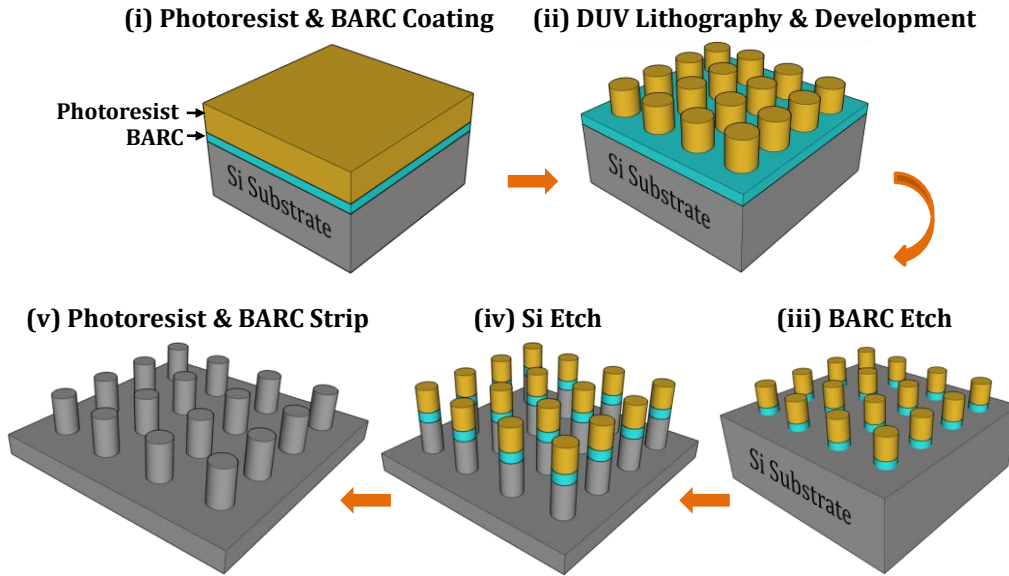 (i) Photoresist & BARC Coating
(ii) DUV Lithography & Development
Photoresist
BARC
Si Substrate
Si Substrate
(v) Photoresist & BARC Strip
(iv) Si Etch
(iii) BARC Etch
Si Substrate